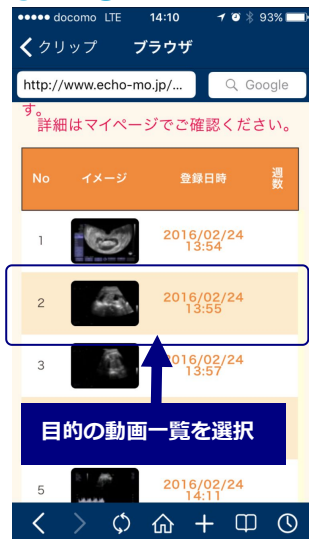 docomo LTE 14:10 93%
クリップ ブラウザ
http://www.echo-mo.jp/... Google
す。
詳細はマイページでご確認ください。
No イメージ 登録日時 週数
1 2016/02/24
13:54
2 2016/02/24
13:55
3 2016/02/24
13:57
目的の動画一覧を選択
5 2016/02/24
14:11